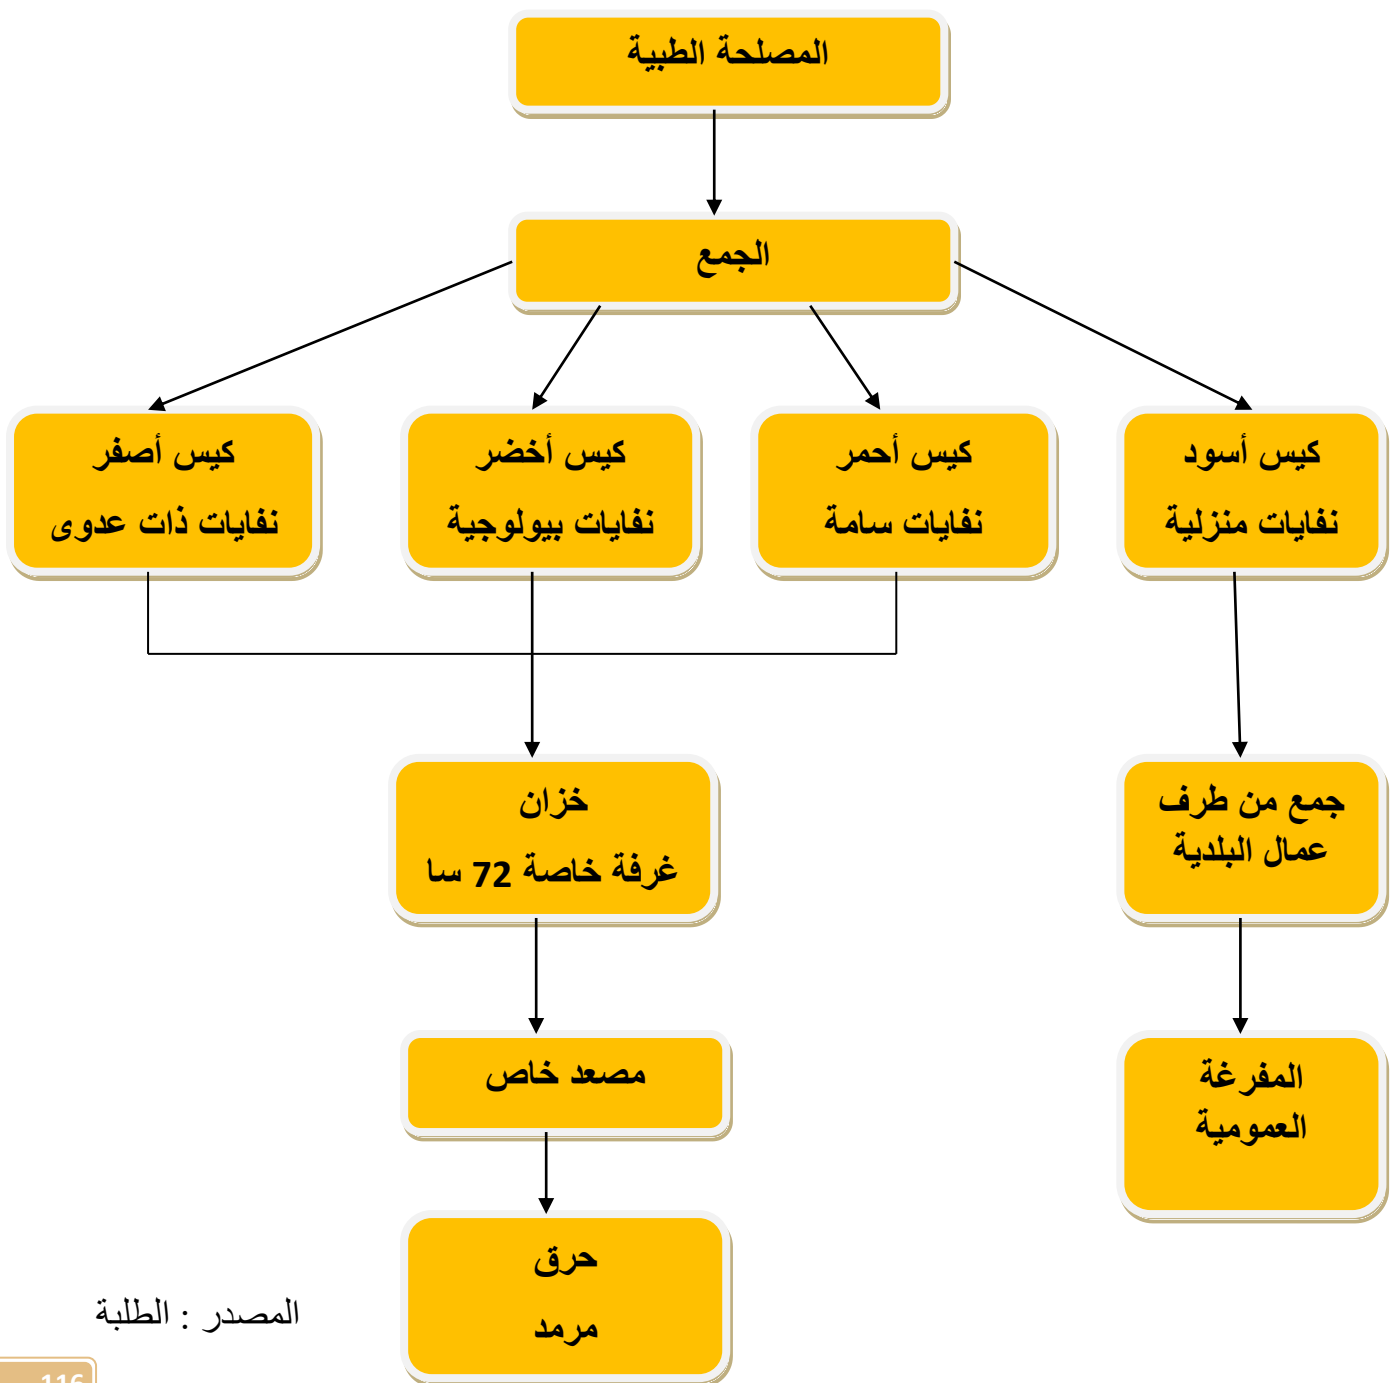 المصلحة الطبية
الجمع
كيس أسود
نفايات منزلية
كيس أحمر
نفايات سامة
كيس أخضر
نفايات بيولوجية
كيس أصفر
نفايات ذات عدوى
جمع من طرف
عمال البلدية
خزان
غرفة خاصة 72 سا
المفرغة
العمومية
مصعد خاص
حرق
مرمد
المصدر : الطلبة
116